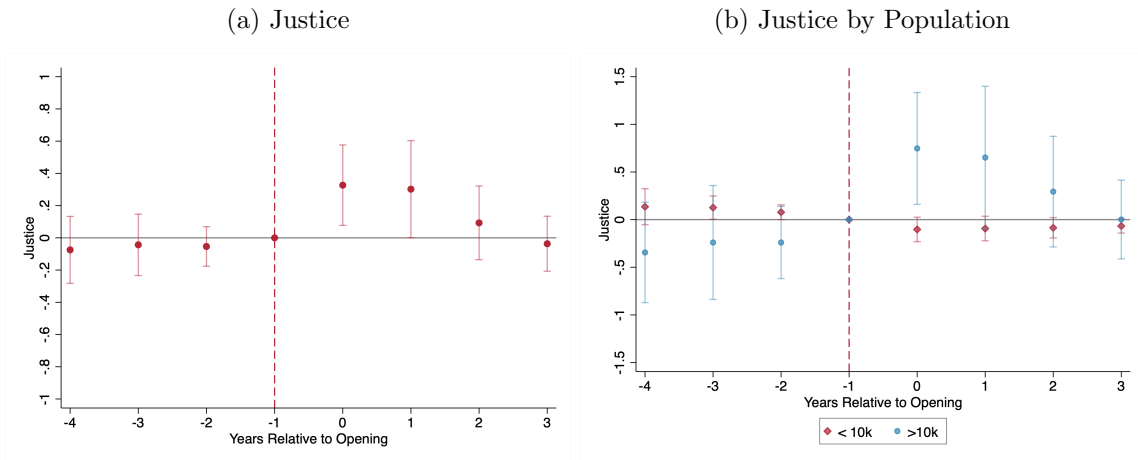 (a) Justice
(b) Justice by Population
Justice
1
.8
.6
.4
.2
0
-.2
-.4
-.6
-.8
-1
-4 -3 -2 -1 0 1 2 3
Years Relative to Opening
Justice
1.5
1
.5
0
-.5
-1
-1.5
-4 -3 -2 -1 0 1 2 3
Years Relative to Opening
< 10k >10k